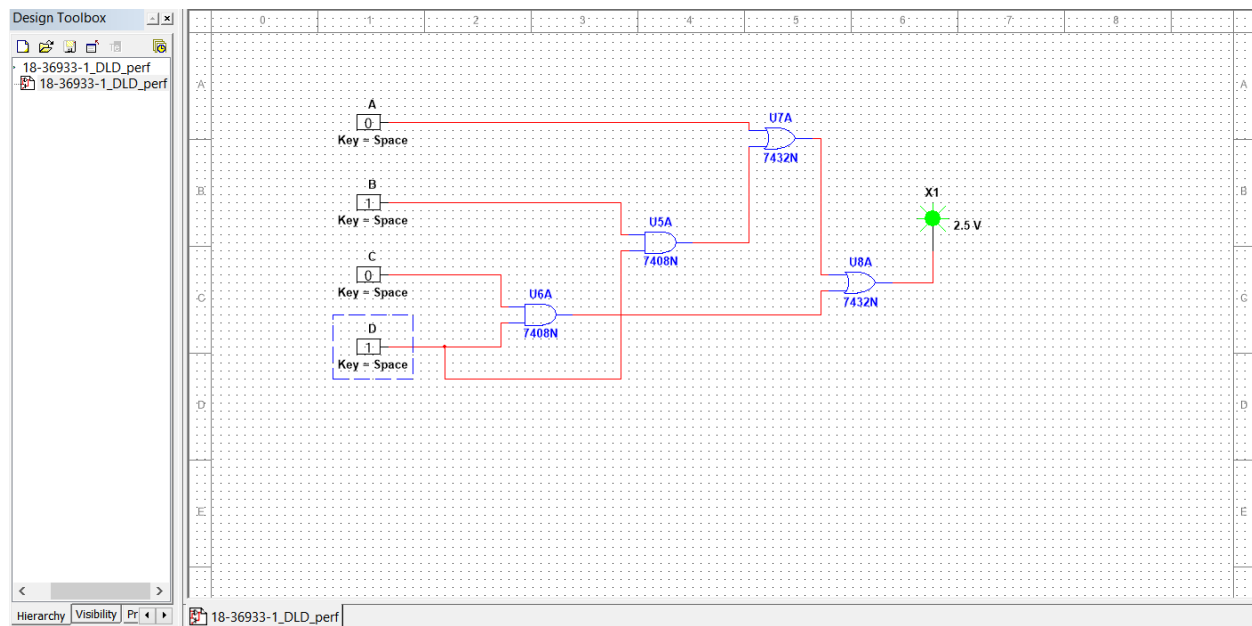 Design Toolbox
18-36933-1_DLD_perf
18-36933-1_DLD_perf
Hierarchy Visibility Pr
0 1 2 3 4 5 6 7 8
A A
B B
C C
D D
E E
A
0
Key = Space
B
1
Key = Space
C
0
Key = Space
D
1
Key = Space
U6A
7408N
U5A
7408N
U7A
7432N
U8A
7432N
X1
2.5 V
18-36933-1_DLD_perf